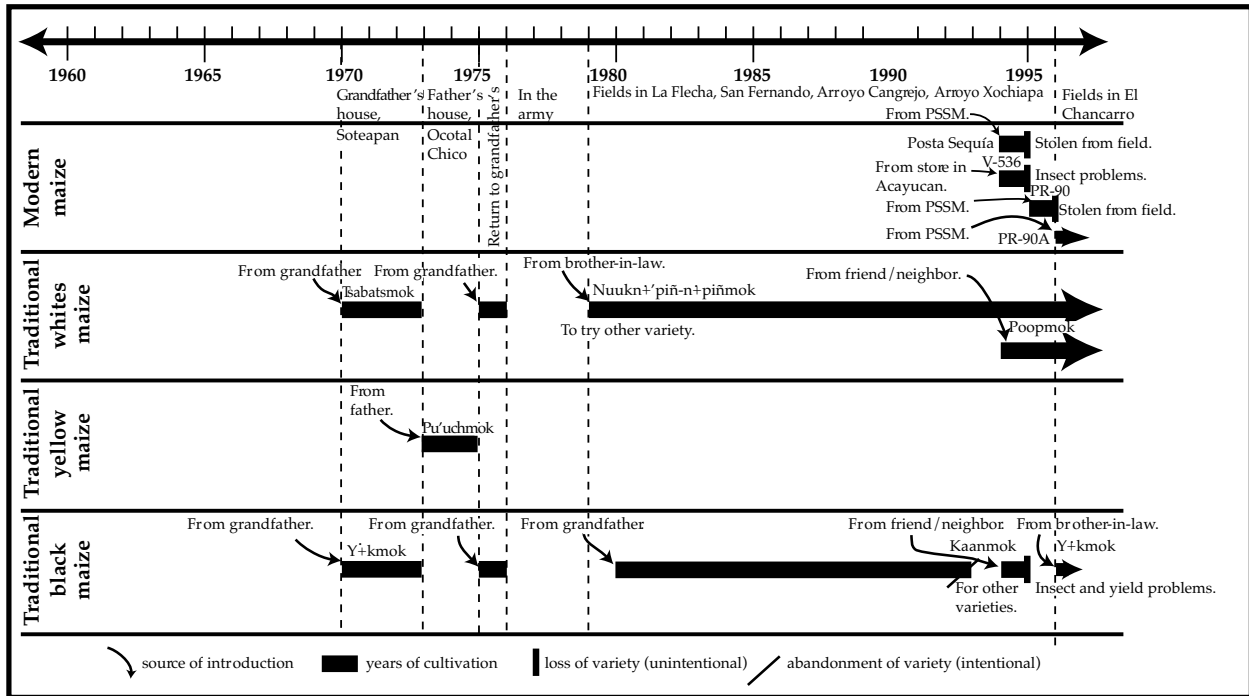 1960 1965 1970 1975 1980 1985 1990 1995
Grandfather's
house,
Soteapan
Father's
house,
Ocotal
Chico
Return to grandfather's
In the
army
Fields in La Flecha, San Fernando, Arroyo Cangrejo, Arroyo Xochiapa
Fields in El
Chancarro
Modern
maize
From PSSM.
Posta Sequía
Stolen from field.
V-536
From store in
Acayucan.
Insect problems.
PR-90
From PSSM.
Stolen from field.
From PSSM.
PR-90A
Traditional
whites
maize
From grandfather.
Tsabatsmok
From grandfather.
From brother-in-law.
Nuukn+'piñ-n+piñmok
To try other variety.
From friend/neighbor.
Poopmok
Traditional
yellow
maize
From
father.
Pu'uchmok
Traditional
black
maize
From grandfather.
Y+kmok
From grandfather.
From grandfather.
From friend/neighbor.
Kaanmok
For other
varieties.
From brother-in-law.
Y+kmok
Insect and yield problems.
source of introduction
years of cultivation
loss of variety (unintentional)
abandonment of variety (intentional)